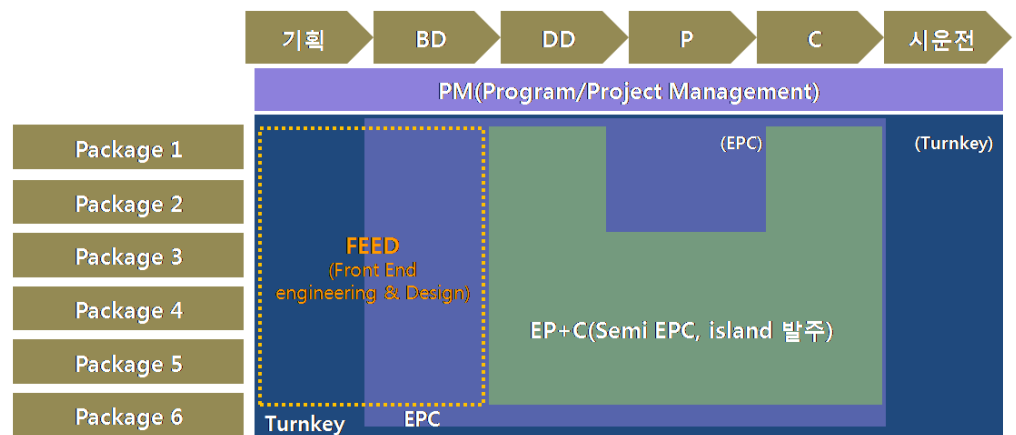 기획
BD
DD
P
C
시운전
PM(Program/Project Management)
Package 1
(EPC)
(Turnkey)
Package 2
Package 3
FEED
(Front End
engineering & Design)
Package 4
EP+C(Semi EPC, island 발주)
Package 5
Package 6
Turnkey
EPC